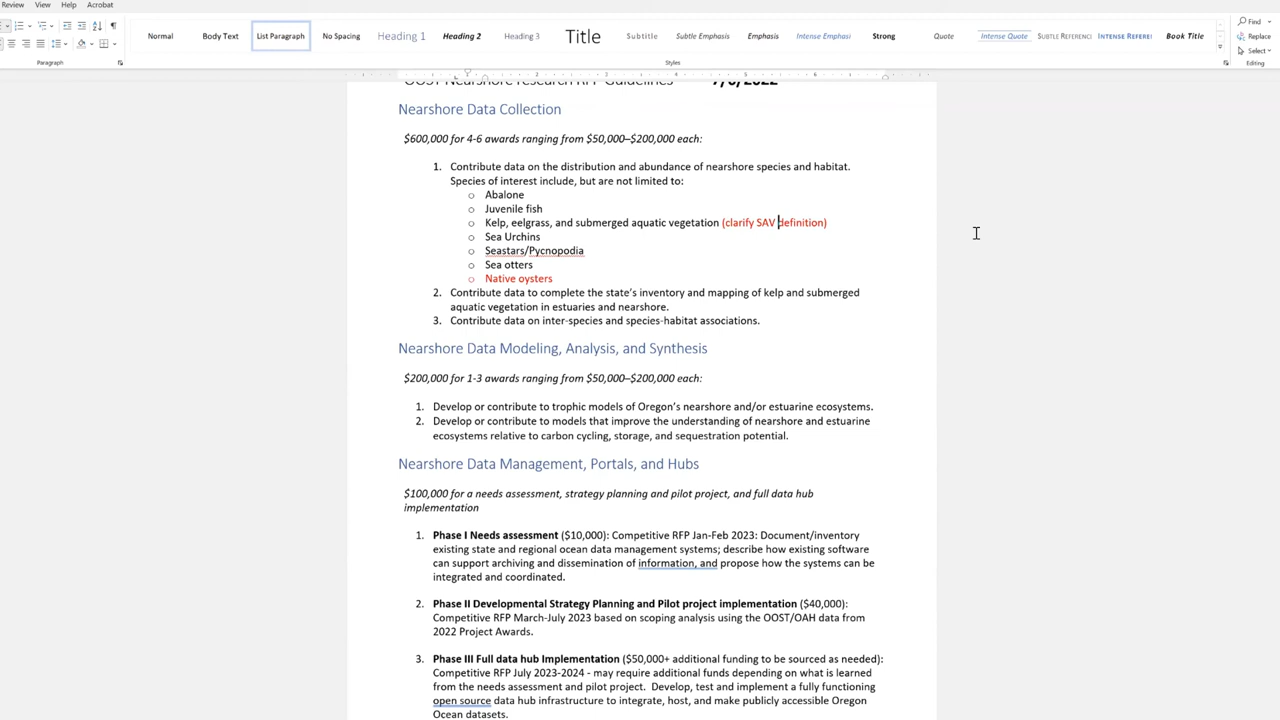 Review View Help Acrobat
Normal Body Text List Paragraph No Spacing Heading 1 Heading 2 Heading 3 Title Subtitle Subtle Emphasis Emphasis Intense Emphasi Strong Quote Intense Quote SUBTLE REFERENC INTENSE REFERE Book Title
Find
Replace
Select
Paragraph Styles Editing
OOST Nearshore research RFP Guidelines 7/6/2022
Nearshore Data Collection
$600,000 for 4-6 awards ranging from $50,000–$200,000 each:
1. Contribute data on the distribution and abundance of nearshore species and habitat.
Species of interest include, but are not limited to:
o Abalone
o Juvenile fish
o Kelp, eelgrass, and submerged aquatic vegetation (clarify SAV definition)
o Sea Urchins
o Seastars/Pycnopodia
o Sea otters
o Native oysters
2. Contribute data to complete the state's inventory and mapping of kelp and submerged
aquatic vegetation in estuaries and nearshore.
3. Contribute data on inter-species and species-habitat associations.
Nearshore Data Modeling, Analysis, and Synthesis
$200,000 for 1-3 awards ranging from $50,000–$200,000 each:
1. Develop or contribute to trophic models of Oregon's nearshore and/or estuarine ecosystems.
2. Develop or contribute to models that improve the understanding of nearshore and estuarine
ecosystems relative to carbon cycling, storage, and sequestration potential.
Nearshore Data Management, Portals, and Hubs
$100,000 for a needs assessment, strategy planning and pilot project, and full data hub
implementation
1. Phase I Needs assessment ($10,000): Competitive RFP Jan-Feb 2023: Document/inventory
existing state and regional ocean data management systems; describe how existing software
can support archiving and dissemination of information, and propose how the systems can be
integrated and coordinated.
2. Phase II Developmental Strategy Planning and Pilot project implementation ($40,000):
Competitive RFP March-July 2023 based on scoping analysis using the OOST/OAH data from
2022 Project Awards.
3. Phase III Full data hub Implementation ($50,000+ additional funding to be sourced as needed):
Competitive RFP July 2023-2024 - may require additional funds depending on what is learned
from the needs assessment and pilot project. Develop, test and implement a fully functioning
open source data hub infrastructure to integrate, host, and make publicly accessible Oregon
Ocean datasets.